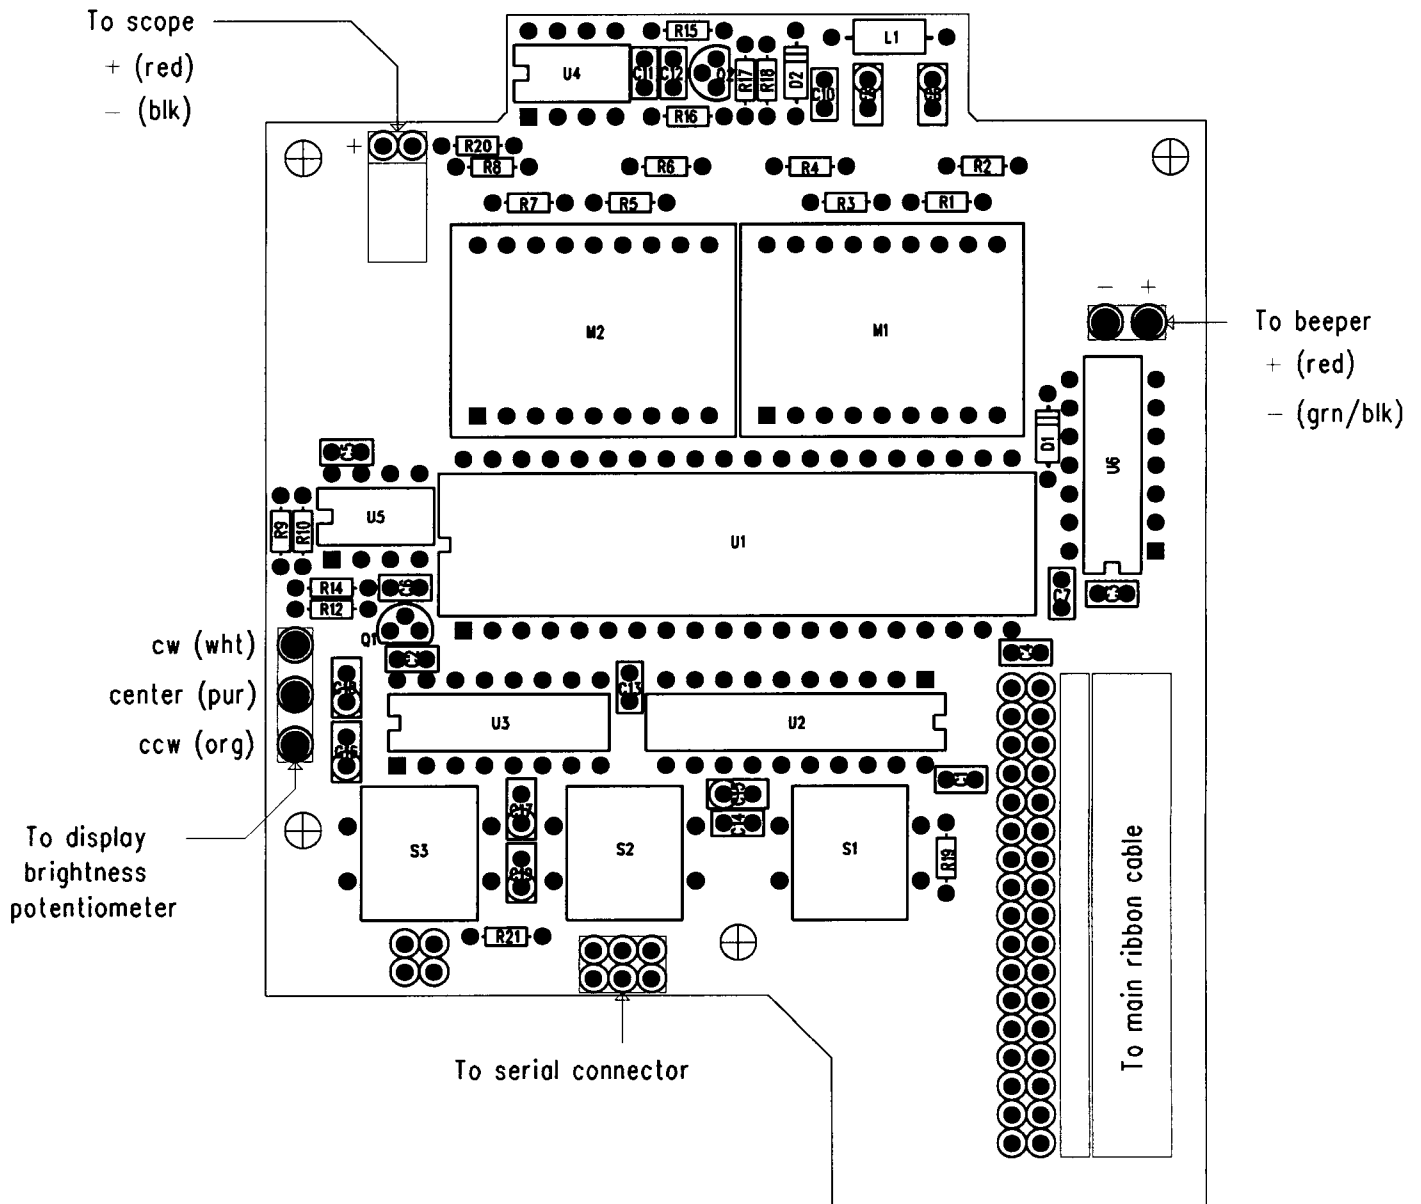 To scope
+ (red)
− (blk)
R15
L1
U4
C11
C12
Q2
R17
R18
D2
C10
R16
+
R20
R8
R6
R4
R2
R7
R5
R3
R1
− +
M2
M1
To beeper
+ (red)
− (grn/blk)
D1
U6
R9
R10
U5
U1
R14
R12
C7
Q1
cw (wht)
center (pur)
ccw (org)
C13
U3
U2
C17
C14
To display
brightness
potentiometer
S3
S2
S1
R19
R21
To main ribbon cable
To serial connector